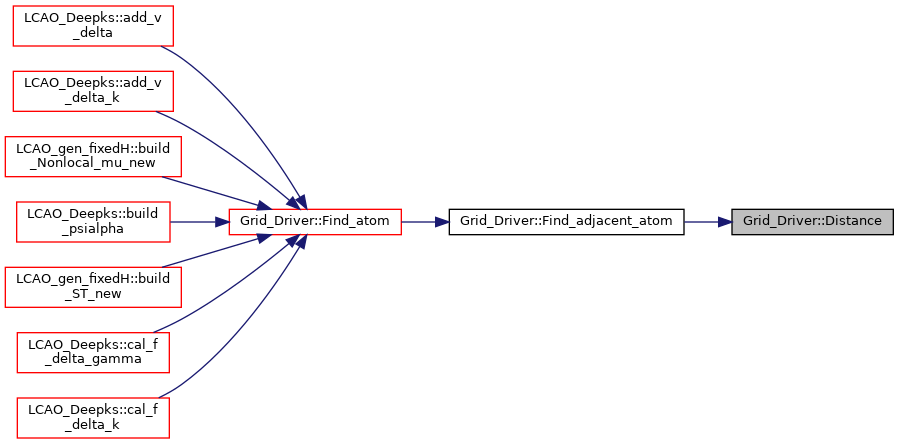 LCAO_Deepks::add_v
_delta
LCAO_Deepks::add_v
_delta_k
LCAO_gen_fixedH::build
_Nonlocal_mu_new
LCAO_Deepks::build
_psialpha
LCAO_gen_fixedH::build
_ST_new
LCAO_Deepks::cal_f
_delta_gamma
LCAO_Deepks::cal_f
_delta_k
Grid_Driver::Find_atom
Grid_Driver::Find_adjacent_atom
Grid_Driver::Distance